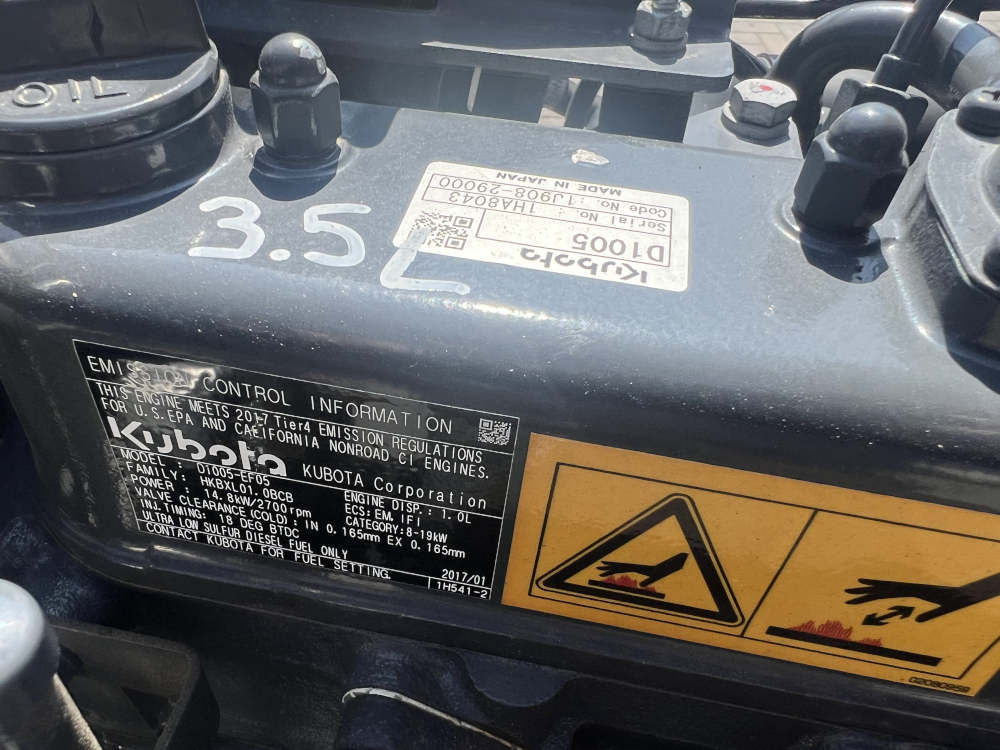 OIL
3.5L
Kubota
D1005
Serial No. : 1HA8043
Code No. : 1J908-29000
MADE IN JAPAN
EMISSION CONTROL INFORMATION
THIS ENGINE MEETS 2017 Tier4 EMISSION REGULATIONS
FOR U.S.EPA AND CALIFORNIA NONROAD CI ENGINES.
Kubota KUBOTA Corporation
MODEL : D1005-EF05
FAMILY: HKBXL01.0BCB ENGINE DISP.: 1.0L
POWER : 14.8kW/2700rpm ECS: EM, IFI
CATEGORY:8-19kW
VALVE CLEARANCE(COLD): IN 0.165mm EX 0.165mm
INJ.TIMING: 18 DEG BTDC
ULTRA LOW SULFUR DIESEL FUEL ONLY
CONTACT KUBOTA FOR FUEL SETTING. 2017/01
1H541-2